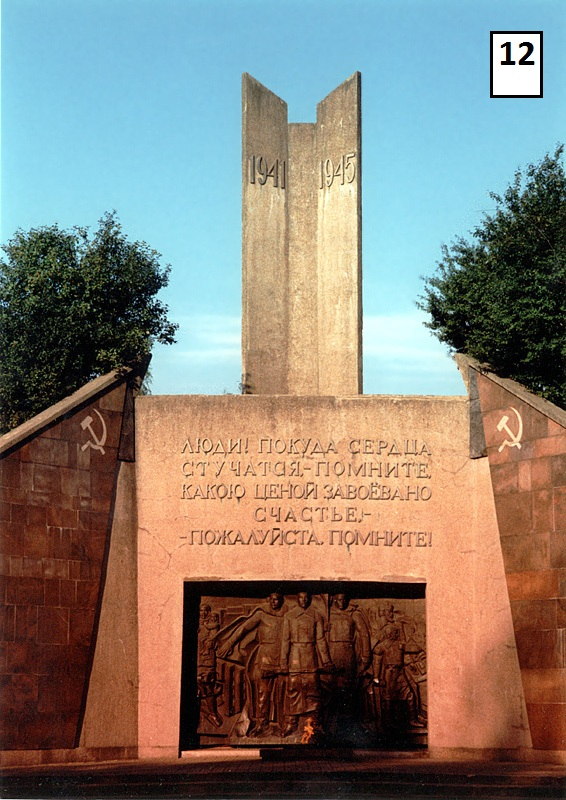 12
1941 1945
ЛЮДИ! ПОКУДА СЕРДЦА
СТУЧАТСЯ,-ПОМНИТЕ,
КАКОЮ ЦЕНОЙ ЗАВОЁВАНО
СЧАСТЬЕ,-
-ПОЖАЛУЙСТА, ПОМНИТЕ!